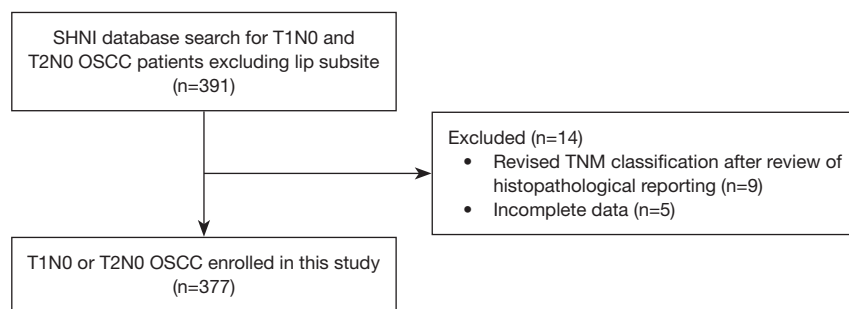 SHNI database search for T1N0 and
T2N0 OSCC patients excluding lip subsite
(n=391)
Excluded (n=14)
• Revised TNM classification after review of
histopathological reporting (n=9)
• Incomplete data (n=5)
T1N0 or T2N0 OSCC enrolled in this study
(n=377)